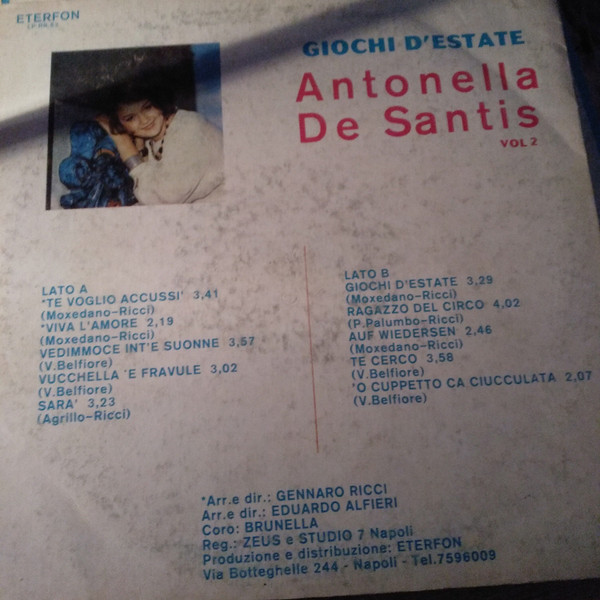 ETERFON
GIOCHI D'ESTATE
Antonella
De Santis
VOL 2
LATO A
*TE VOGLIO ACCUSSI' 3,41
(Moxedano-Ricci)
*VIVA L'AMORE 2,19
(Moxedano-Ricci)
VEDIMMOCE INT'E SUONNE 3,57
(V.Belfiore)
VUCCHELLA 'E FRAVULE 3,02
(V.Belfiore)
SARA' 3,23
(Agrillo-Ricci)
LATO B
GIOCHI D'ESTATE 3,29
(Moxedano-Ricci)
RAGAZZO DEL CIRCO 4,02
(P.Palumbo-Ricci)
AUF WIEDERSEN 2,46
(Moxedano-Ricci)
TE CERCO 3,58
(V.Belfiore)
'O CUPPETTO CA CIUCCULATA 2,07
(V.Belfiore)
*Arr.e dir.: GENNARO RICCI
Arr.e dir.: EDUARDO ALFIERI
Coro: BRUNELLA
Reg.: ZEUS e STUDIO 7 Napoli
Produzione e distribuzione: ETERFON
Via Botteghelle 244 - Napoli - Tel.7596009